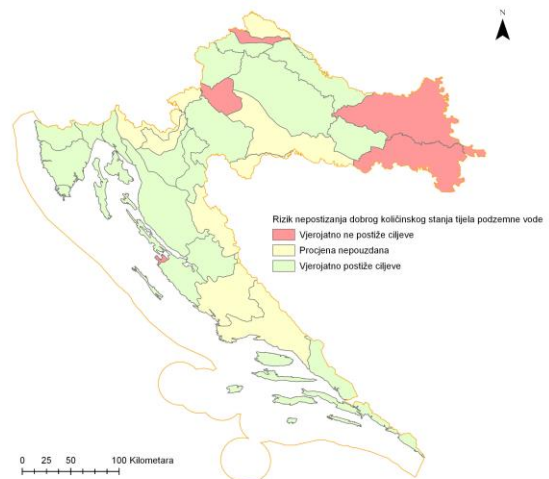 N
Rizik nepostizanja dobrog količinskog stanja tijela podzemne vode
Vjerojatno ne postiže ciljeve
Procjena nepouzdana
Vjerojatno postiže ciljeve
0 25 50 100 Kilometara